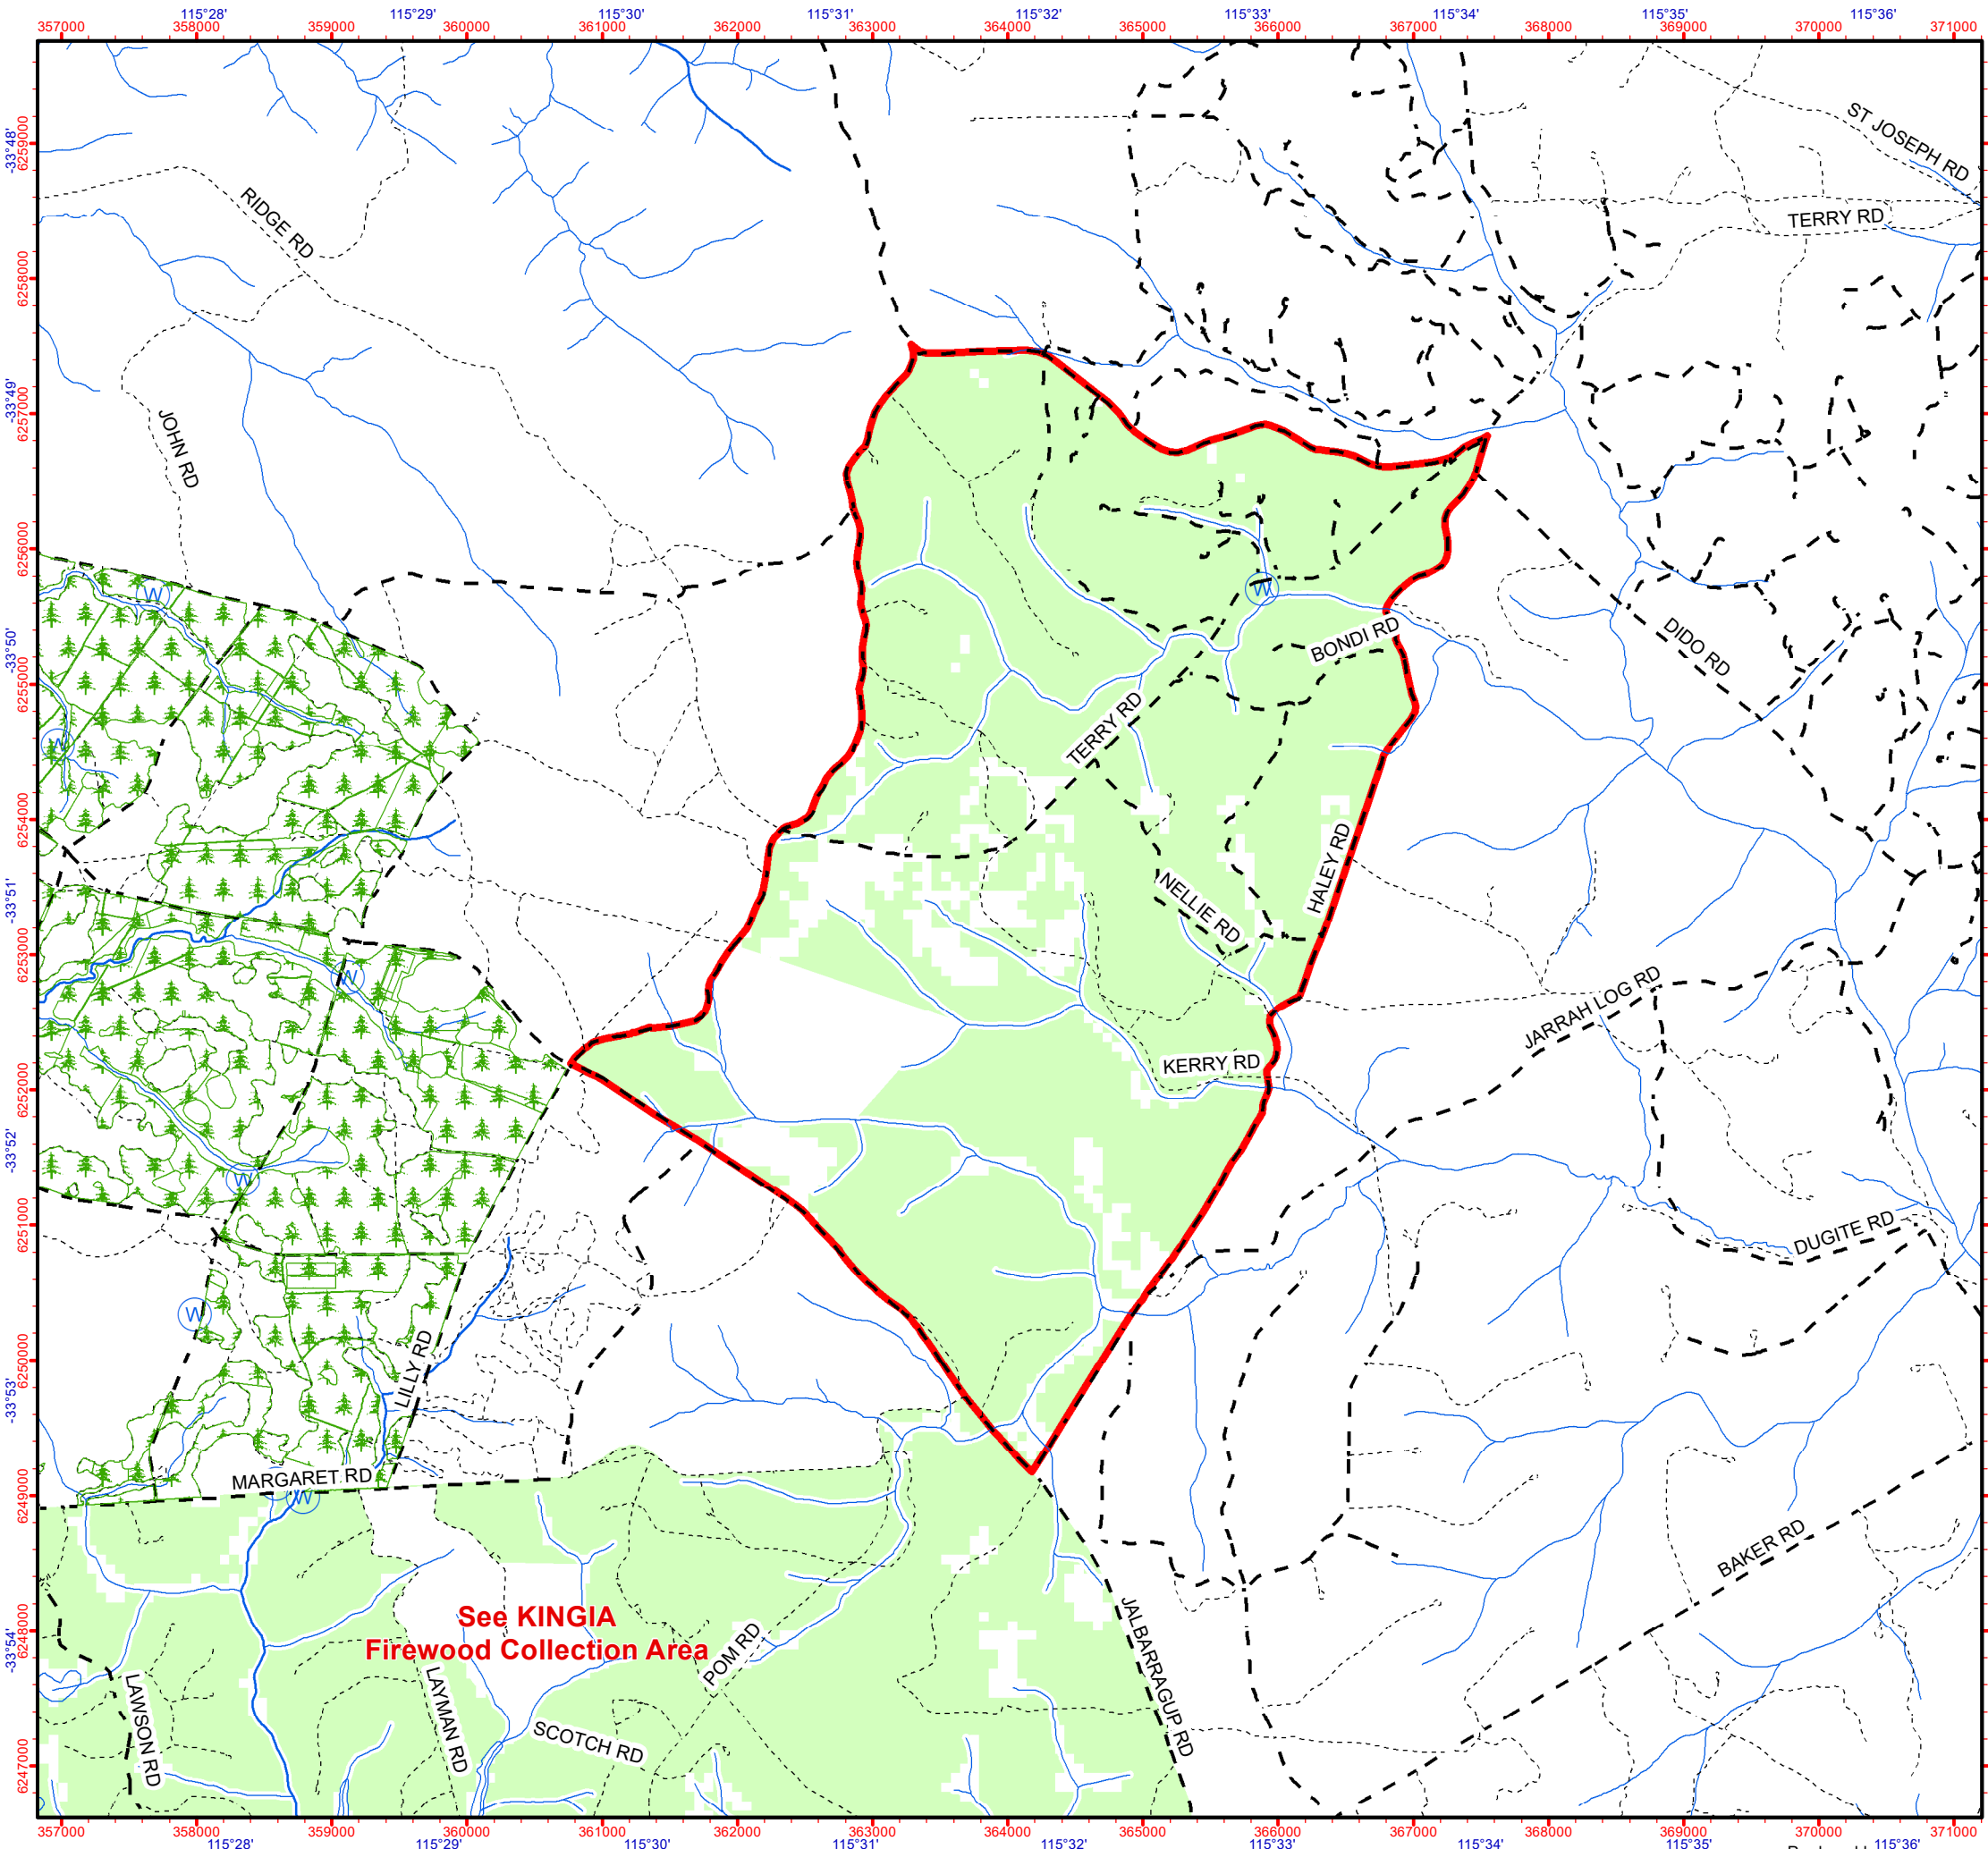 115°28' 115°29' 115°30' 115°31' 115°32' 115°33' 115°34' 115°35' 115°36'
357000 358000 359000 360000 361000 362000 363000 364000 365000 366000 367000 368000 369000 370000 371000
-33°48'
6259000
ST JOSEPH RD
RIDGE RD
TERRY RD
6258000
-33°49'
6257000
JOHN RD
6256000
W
W
-33°50'
6255000
BONDI RD
DIDO RD
TERRY RD
W
6254000
HALEY RD
-33°51'
NELLIE RD
6253000
W
JARRAH LOG RD
KERRY RD
6252000
-33°52'
W
6251000
DUGITE RD
W
6250000
LILLY RD
-33°53'
MARGARET RD
6249000
W
BAKER RD
See KINGIA
Firewood Collection Area
6248000
-33°54'
POM RD
JALBARRAGUP RD
LAWSON RD
LAYMAN RD
SCOTCH RD
6247000
357000 358000 359000 360000 361000 362000 363000 364000 365000 366000 367000 368000 369000 370000 371000
115°28' 115°29' 115°30' 115°31' 115°32' 115°33' 115°34' 115°35' 115°36'